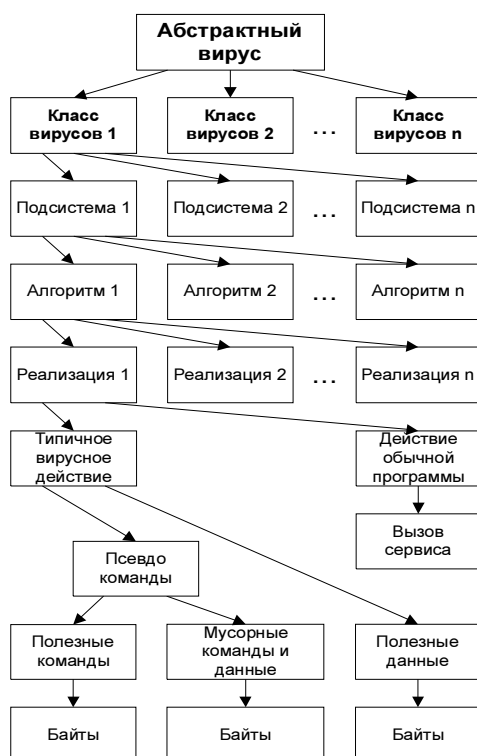 Абстрактный
вирус
Класс
вирусов 1
Класс
вирусов 2
...
Класс
вирусов n
Подсистема 1
Подсистема 2
...
Подсистема n
Алгоритм 1
Алгоритм 2
...
Алгоритм n
Реализация 1
Реализация 2
...
Реализация n
Типичное
вирусное
действие
Действие
обычной
программы
Вызов
сервиса
Псевдо
команды
Полезные
команды
Мусорные
команды и
данные
Полезные
данные
Байты
Байты
Байты